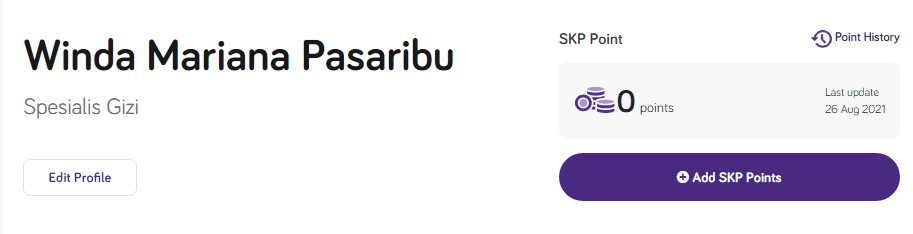 Winda Mariana Pasaribu
Spesialis Gizi
Edit Profile
SKP Point
Point History
0 points
Last update
26 Aug 2021
Add SKP Points